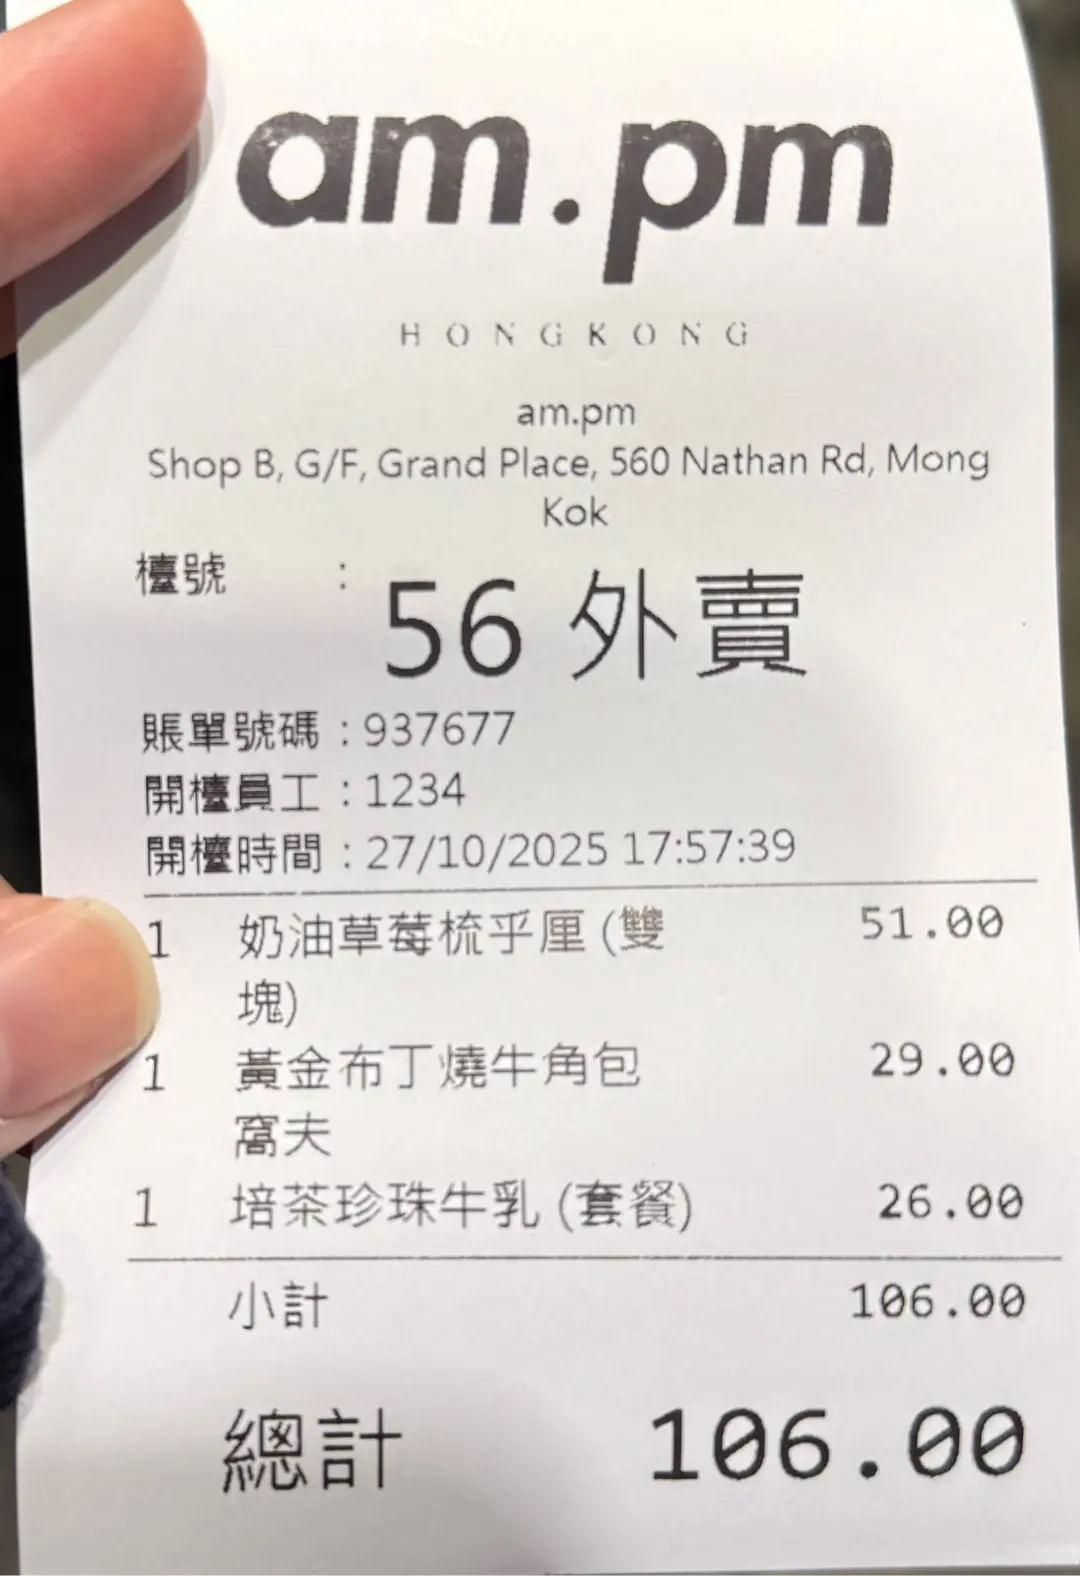 am.pm
HONGKONG
am.pm
Shop B, G/F, Grand Place, 560 Nathan Rd, Mong
Kok
檯號 : 56 外賣
賬單號碼 : 937677
開檯員工 : 1234
開檯時間 : 27/10/2025 17:57:39
1 奶油草莓梳乎厘 (雙 51.00
塊)
1 黃金布丁燒牛角包 29.00
窩夫
1 培茶珍珠牛乳 (套餐) 26.00
小計 106.00
總計 106.00